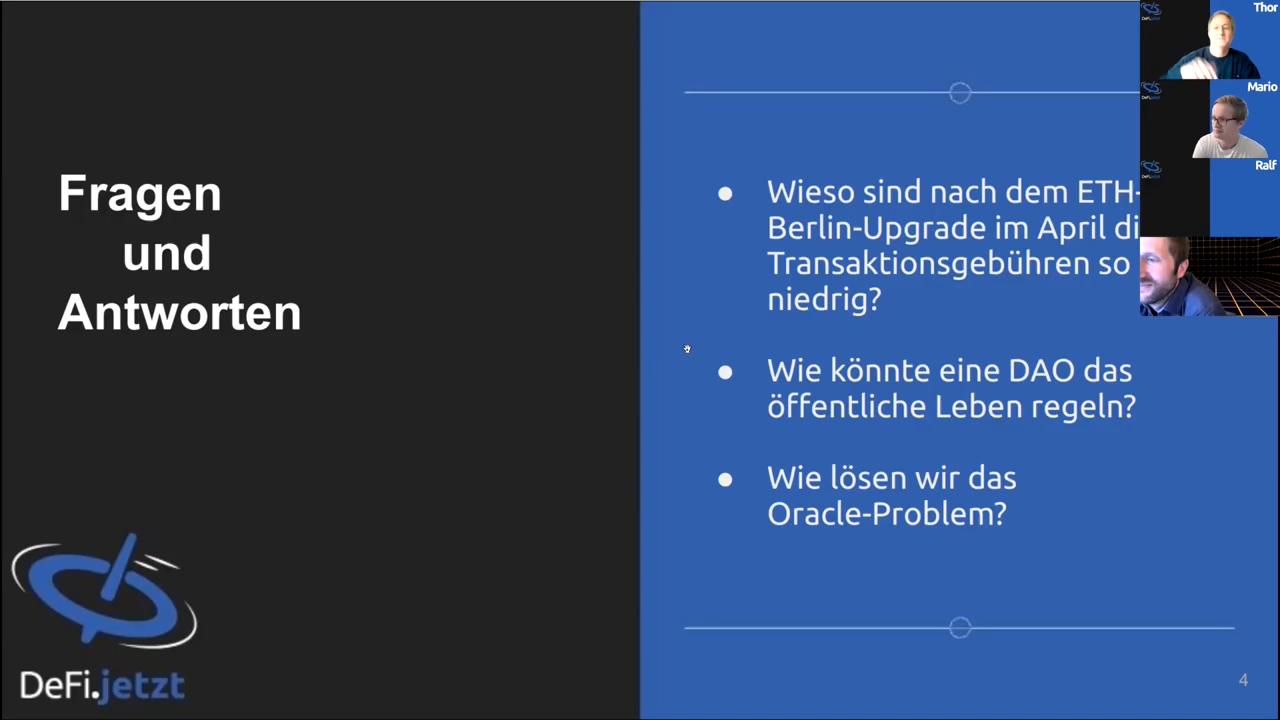 Fragen
und
Antworten
DeFi.jetzt
Wieso sind nach dem ETH-
Berlin-Upgrade im April di
Transaktionsgebühren so
niedrig?
Wie könnte eine DAO das
öffentliche Leben regeln?
Wie lösen wir das
Oracle-Problem?
4
Thor
Mario
Ralf